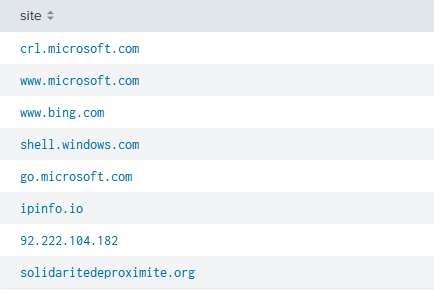 site
crl.microsoft.com
www.microsoft.com
www.bing.com
shell.windows.com
go.microsoft.com
ipinfo.io
92.222.104.182
solidaritedeproximite.org